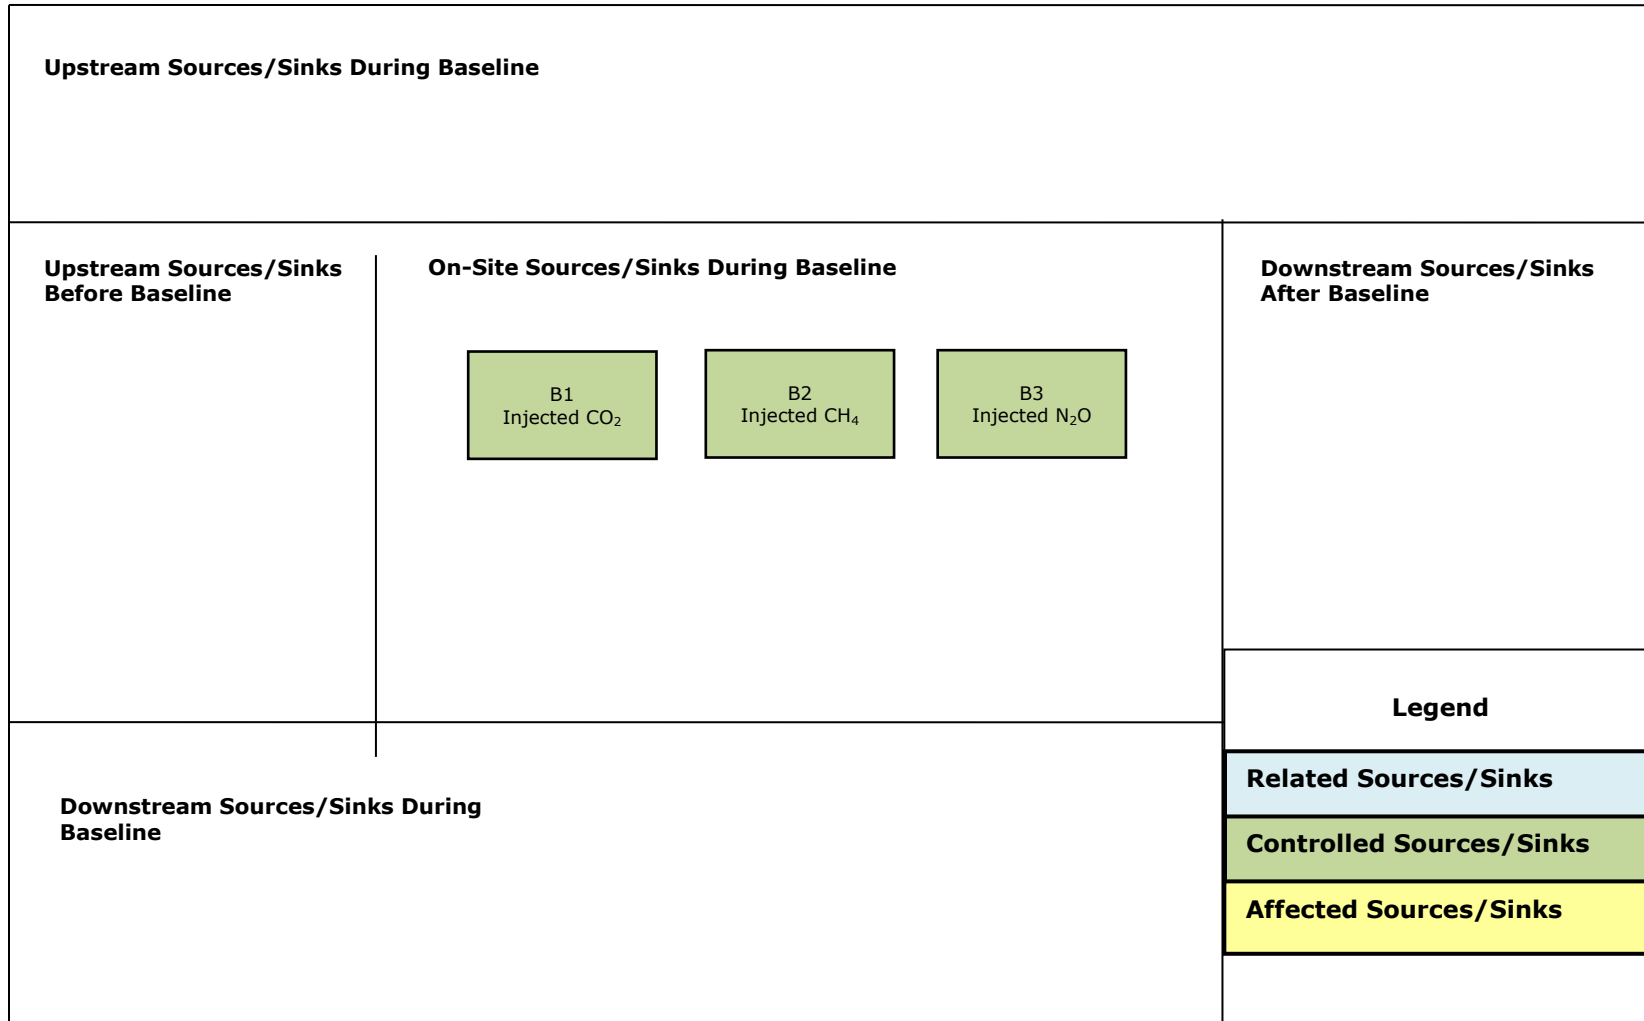 Upstream Sources/Sinks During Baseline
Upstream Sources/Sinks
Before Baseline
On-Site Sources/Sinks During Baseline
Downstream Sources/Sinks
After Baseline
B1
Injected CO₂
B2
Injected CH₄
B3
Injected N₂O
Legend
Related Sources/Sinks
Controlled Sources/Sinks
Affected Sources/Sinks
Downstream Sources/Sinks During
Baseline